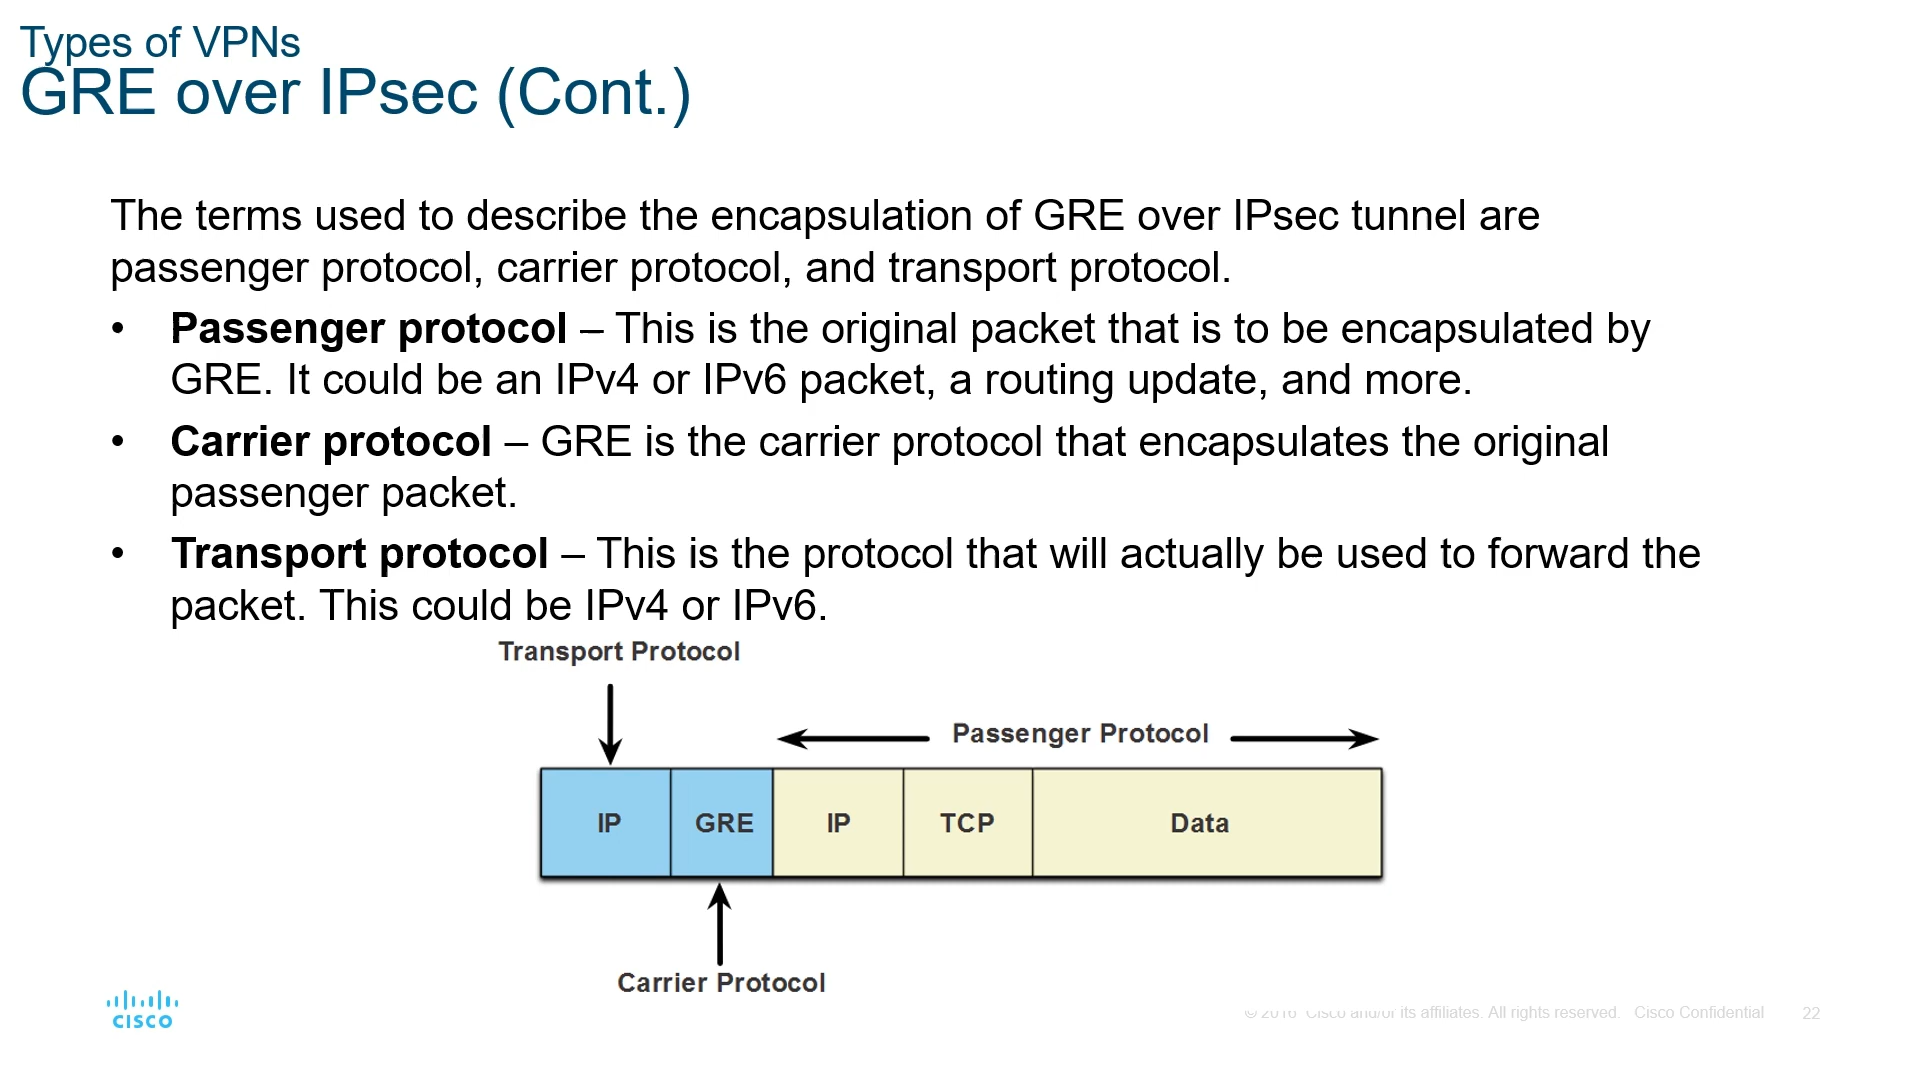 Types of VPNs
GRE over IPsec (Cont.)
The terms used to describe the encapsulation of GRE over IPsec tunnel are
passenger protocol, carrier protocol, and transport protocol.
• Passenger protocol – This is the original packet that is to be encapsulated by
GRE. It could be an IPv4 or IPv6 packet, a routing update, and more.
• Carrier protocol – GRE is the carrier protocol that encapsulates the original
passenger packet.
• Transport protocol – This is the protocol that will actually be used to forward the
packet. This could be IPv4 or IPv6.
Transport Protocol
Passenger Protocol
IP GRE IP TCP Data
Carrier Protocol
CISCO
© 2016 Cisco and/or its affiliates. All rights reserved. Cisco Confidential 22